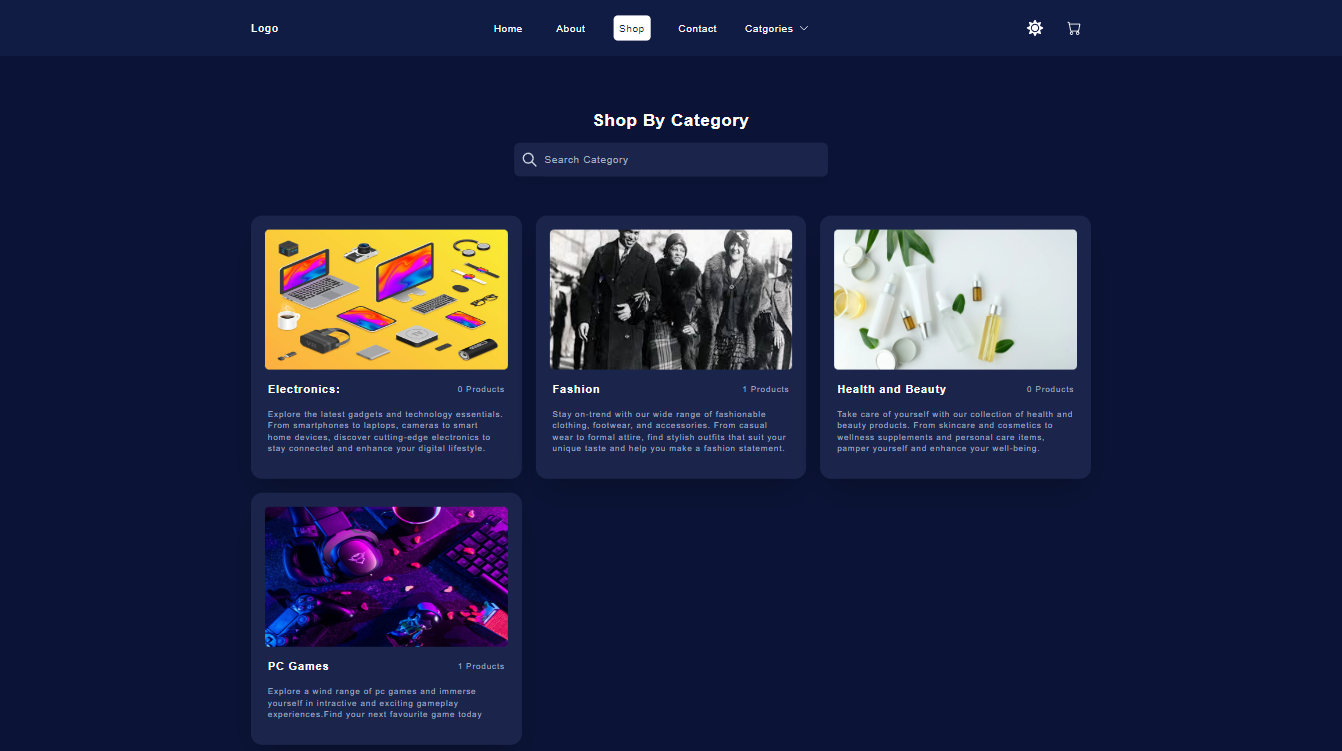 Logo
Home
About
Shop
Contact
Catgories
Shop By Category
Search Category
Electronics:
0 Products
Explore the latest gadgets and technology essentials.
From smartphones to laptops, cameras to smart
home devices, discover cutting-edge electronics to
stay connected and enhance your digital lifestyle.
Fashion
1 Products
Stay on-trend with our wide range of fashionable
clothing, footwear, and accessories. From casual
wear to formal attire, find stylish outfits that suit your
unique taste and help you make a fashion statement.
Health and Beauty
0 Products
Take care of yourself with our collection of health and
beauty products. From skincare and cosmetics to
wellness supplements and personal care items,
pamper yourself and enhance your well-being.
PC Games
1 Products
Explore a wind range of pc games and immerse
yourself in intractive and exciting gameplay
experiences.Find your next favourite game today